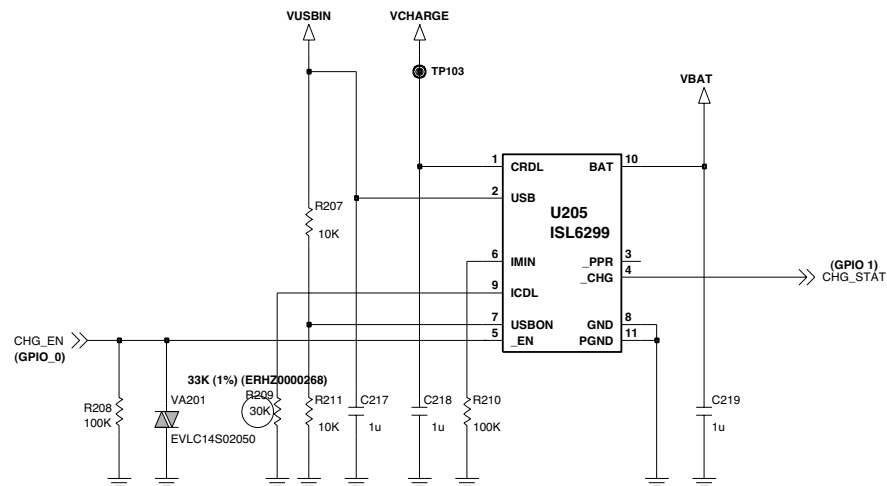 VUSBIN
VCHARGE
TP103
VBAT
1
CRDL
BAT
10
2
USB
U205
ISL6299
R207
10K
6
IMIN
_PPR
3
_CHG
4
(GPIO 1)
CHG_STAT
9
ICDL
7
USBON
GND
8
5
_EN
PGND
11
CHG_EN
(GPIO_0)
33K (1%) (ERHZ0000268)
R208
100K
VA201
EVLC14S02050
R209
30K
R211
10K
C217
1u
C218
1u
R210
100K
C219
1u